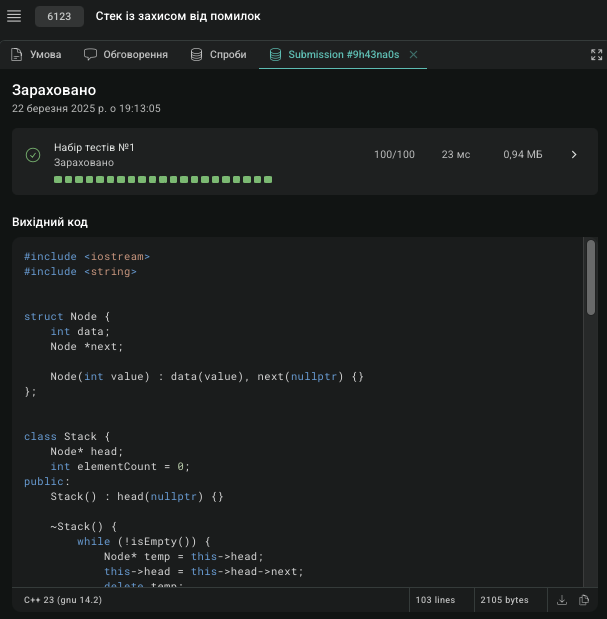 6123 Стек із захисом від помилок
Умова Обговорення Спроби Submission #9h43na0s
Зараховано
22 березня 2025 р. о 19:13:05
Набір тестів №1
Зараховано
100/100 23 мс 0,94 МБ
Вихідний код
#include <iostream>
#include <string>
struct Node {
    int data;
    Node *next;
    Node(int value) : data(value), next(nullptr) {}
};
class Stack {
    Node* head;
    int elementCount = 0;
public:
    Stack() : head(nullptr) {}
    ~Stack() {
        while (!isEmpty()) {
            Node* temp = this->head;
            this->head = this->head->next;
            delete temp;
C++ 23 (gnu 14.2) 103 lines 2105 bytes